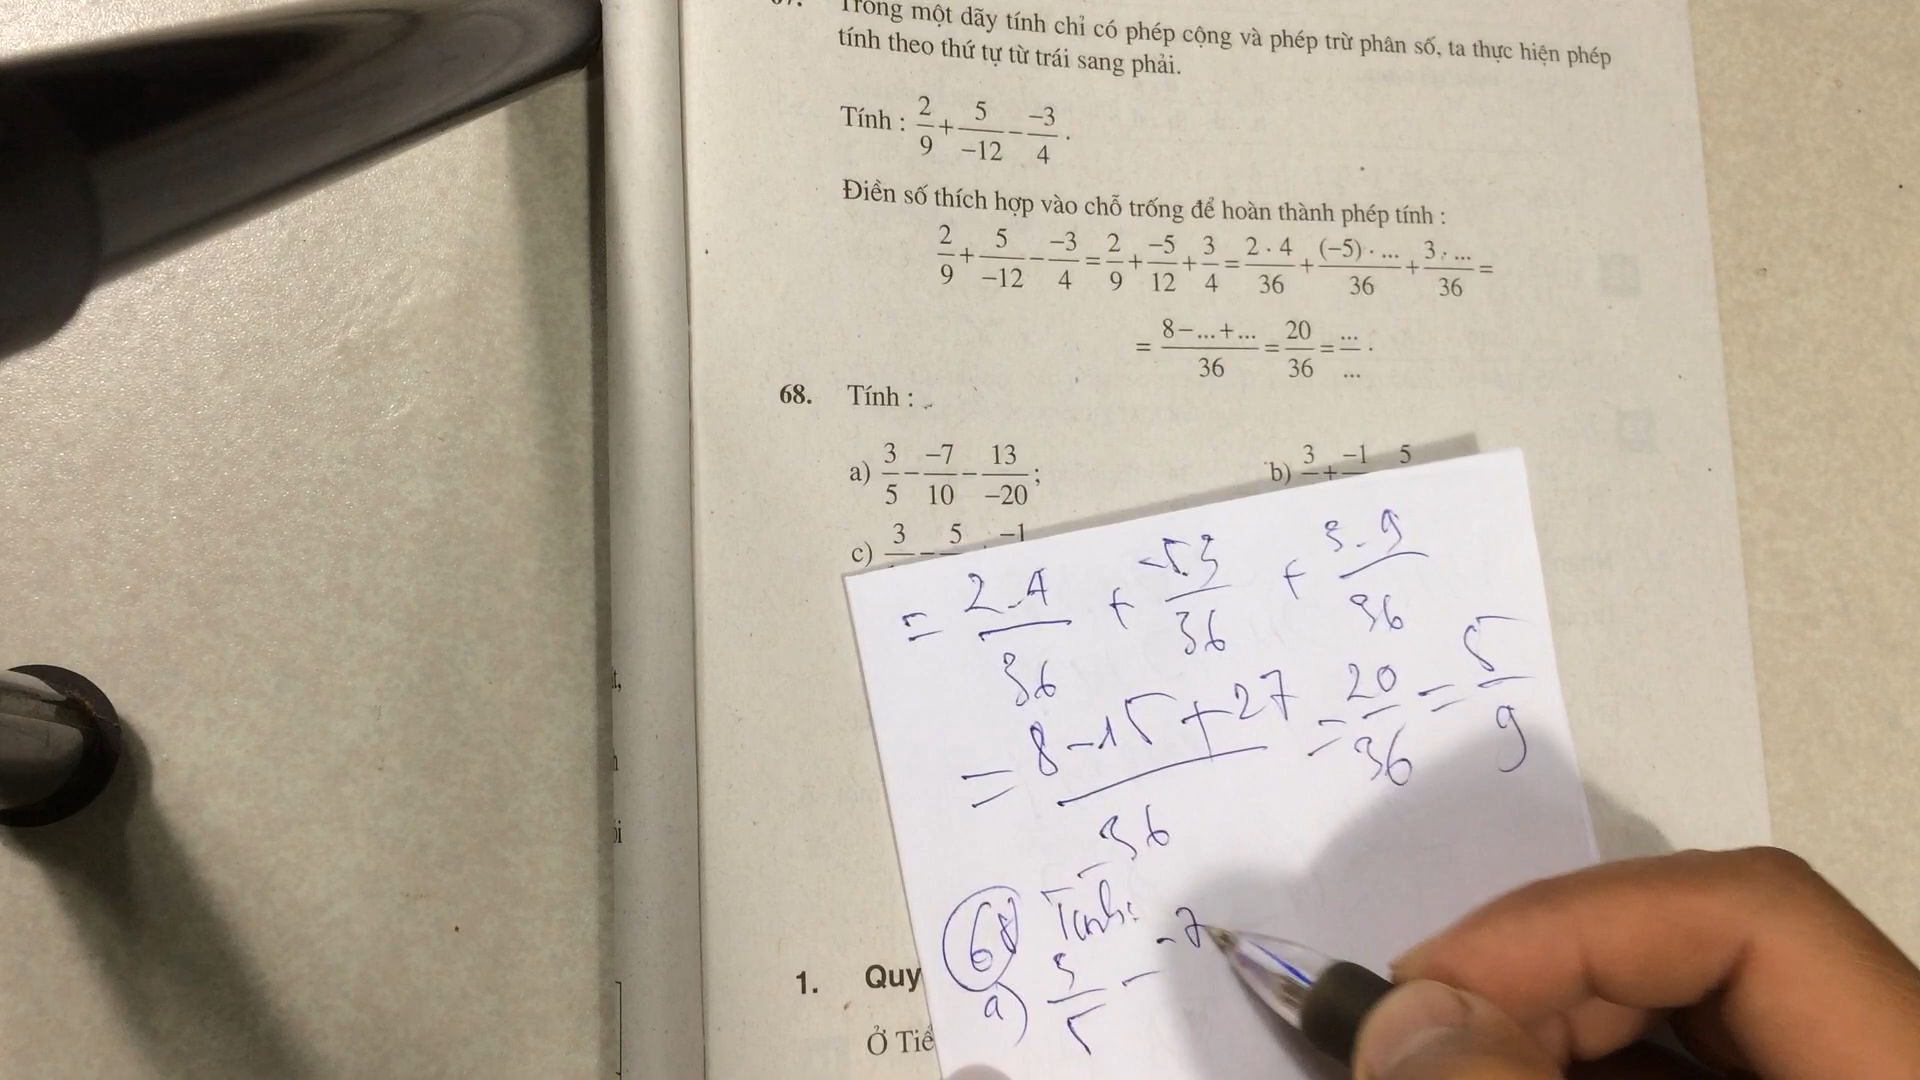 67. Trong một dãy tính chỉ có phép cộng và phép trừ phân số, ta thực hiện phép
tính theo thứ tự từ trái sang phải.
Tính : 2/9 + 5/-12 - -3/4 .
Điền số thích hợp vào chỗ trống để hoàn thành phép tính :
2/9 + 5/-12 - -3/4 = 2/9 + -5/12 + 3/4 = 2 . 4/36 + (-5) . .../36 + 3 . .../36 =
= 8 - ... + .../36 = 20/36 = .../... .
68. Tính :
a) 3/5 - -7/10 - 13/-20 ;
b) 3 + -1 5
c) 3 - 5 -1
= 2.4/36 + -5.3/36 + 3.9/36
= 8-15+27/36 = 20/36 = 5/9
68 Tính:
a) 3/5 - -7
1. Quy
Ở Tiể